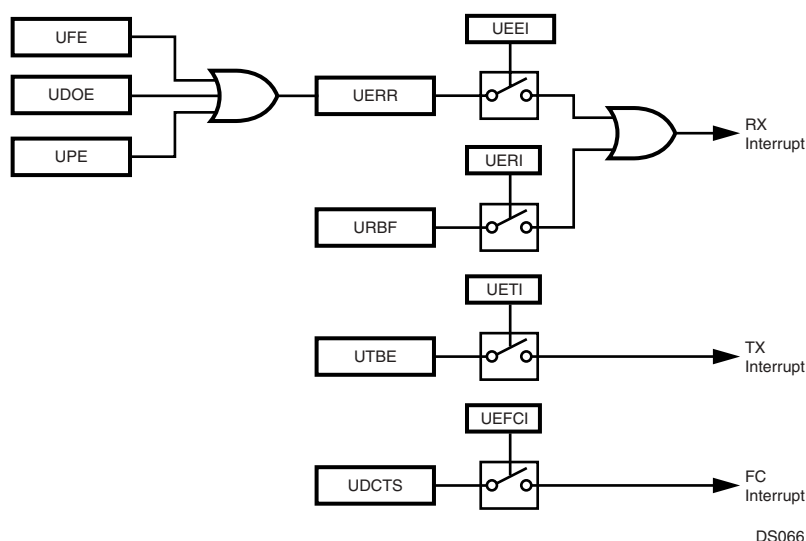 UFE
UDOE
UPE
UERR
UEEI
RX
Interrupt
UERI
URBF
UETI
UTBE
TX
Interrupt
UEFCI
UDCTS
FC
Interrupt
DS066